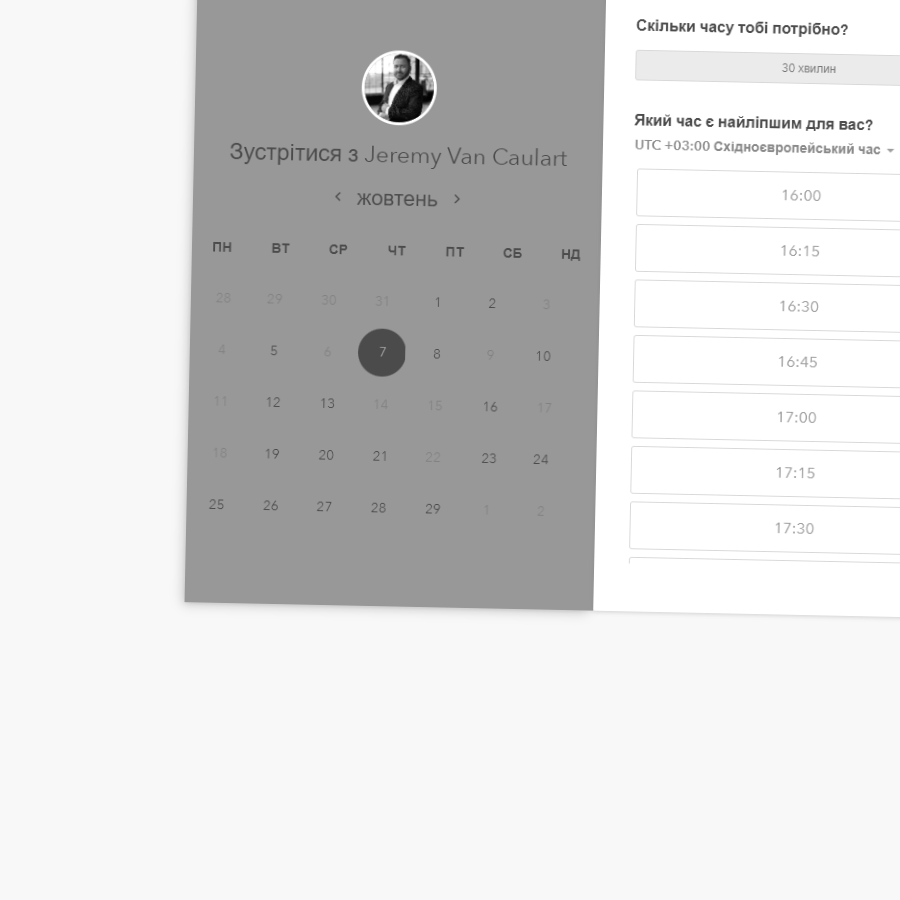 Зустрітися з Jeremy Van Caulart
жовтень
ПН ВТ СР ЧТ ПТ СБ НД
28 29 30 31 1 2 3
4 5 6 7 8 9 10
11 12 13 14 15 16 17
18 19 20 21 22 23 24
25 26 27 28 29 1 2
Скільки часу тобі потрібно?
30 хвилин
Який час є найліпшим для вас?
UTC +03:00 Східноєвропейський час
16:00
16:15
16:30
16:45
17:00
17:15
17:30